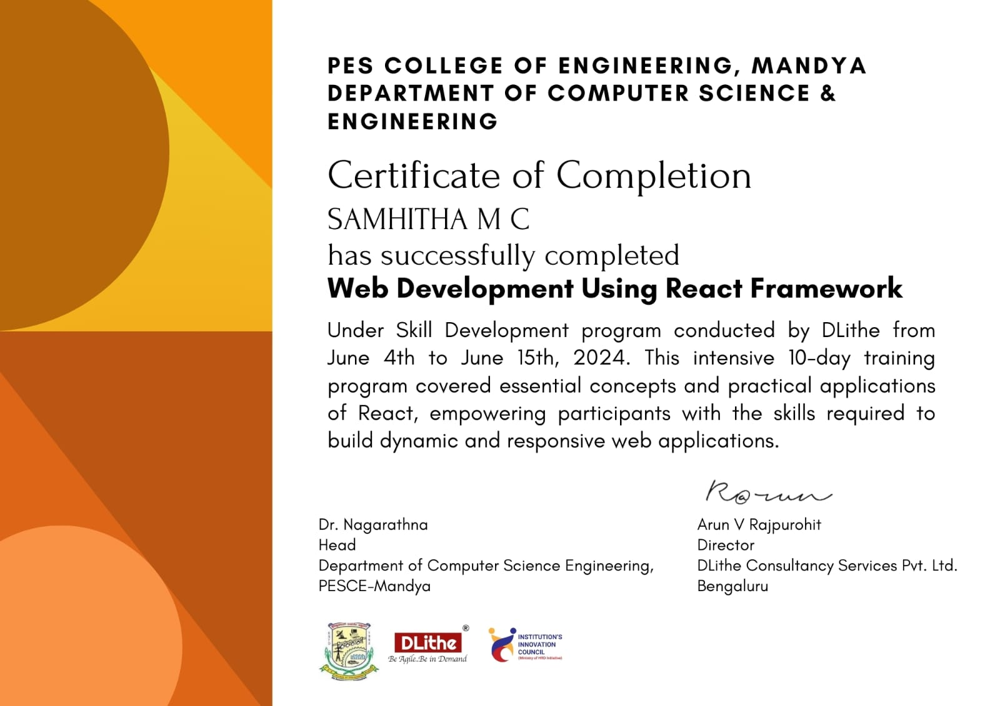 PES COLLEGE OF ENGINEERING, MANDYA
DEPARTMENT OF COMPUTER SCIENCE &
ENGINEERING
Certificate of Completion
SAMHITHA M C
has successfully completed
Web Development Using React Framework
Under Skill Development program conducted by DLithe from
June 4th to June 15th, 2024. This intensive 10-day training
program covered essential concepts and practical applications
of React, empowering participants with the skills required to
build dynamic and responsive web applications.
Dr. Nagarathna
Head
Department of Computer Science Engineering,
PESCE-Mandya
Arun V Rajpurohit
Director
DLithe Consultancy Services Pvt. Ltd.
Bengaluru
ESTD
1962
DLithe®
Be Agile..Be in Demand
INSTITUTION'S
INNOVATION
COUNCIL
(Ministry of HRD Initiative)